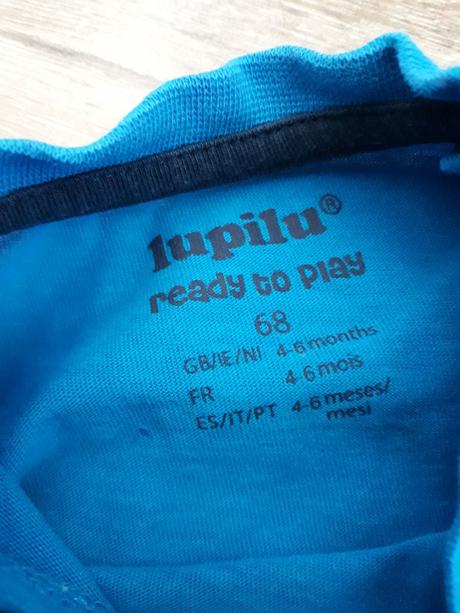 lupilu®
ready to play
68
GB/IE/NI 4-6 months
FR 4-6 mois
ES/IT/PT 4-6 meses/
mesi